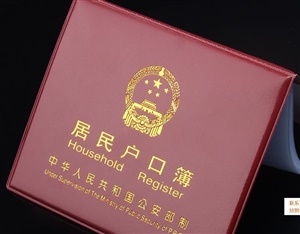 居民户口簿
Household Register
中华人民共和国公安部制
Under Supervision of The Ministry of Public Security of P.R.C